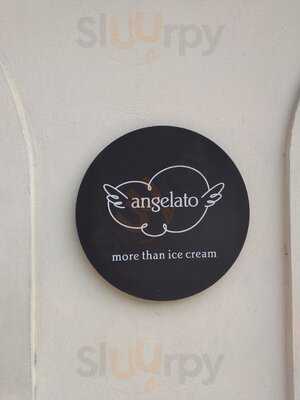 Sluurpy
angelato
more than ice cream
Sluurpy